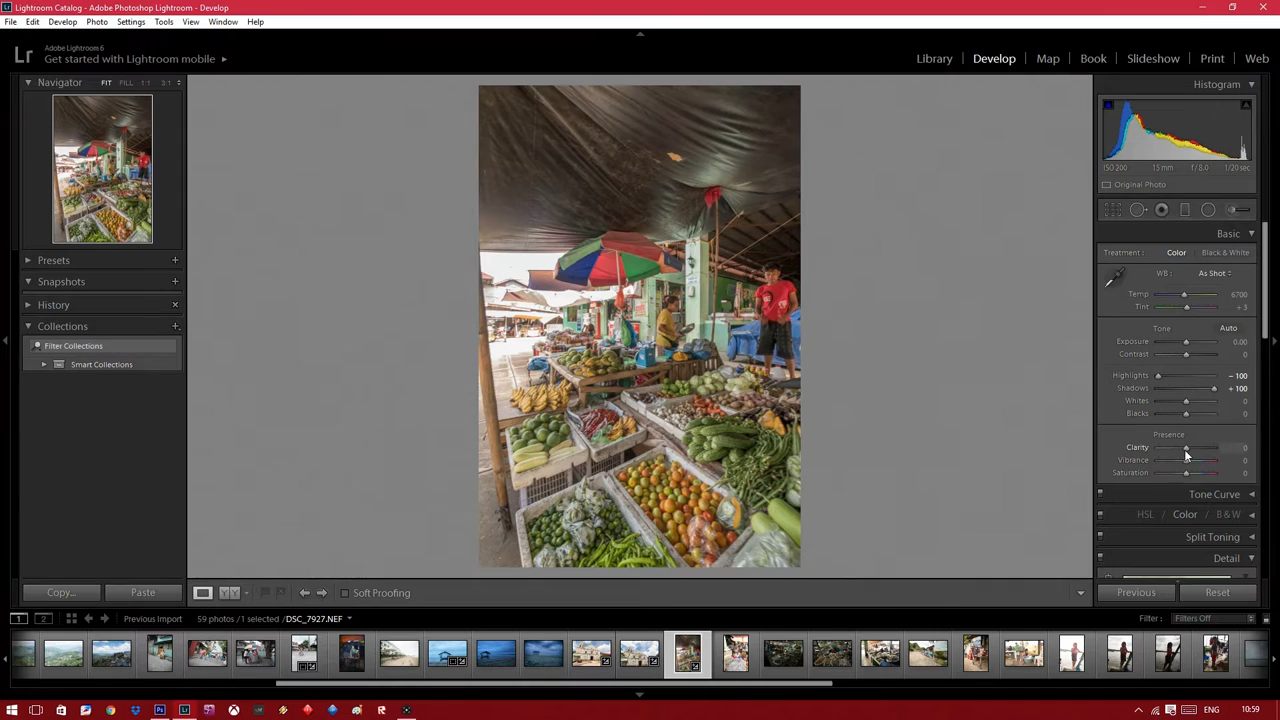 Lightroom Catalog - Adobe Photoshop Lightroom - Develop
File Edit Develop Photo Settings Tools View Window Help
Lr
Adobe Lightroom 6
Get started with Lightroom mobile
Library | Develop | Map | Book | Slideshow | Print | Web
Navigator FIT FILL 1:1 3:1
Histogram
ISO 200 15 mm f / 8.0 1/20 sec
Original Photo
Basic
Treatment : Color Black & White
WB : As Shot
Temp 6700
Tint + 3
Tone Auto
Exposure 0.00
Contrast 0
Highlights - 100
Shadows + 100
Whites 0
Blacks 0
Presence
Clarity 0
Vibrance 0
Saturation 0
Tone Curve
HSL / Color / B & W
Split Toning
Detail
Presets
Snapshots
History
Collections
Filter Collections
Smart Collections
Copy... Paste
Y Y
Soft Proofing
Previous Reset
1 2 Previous Import 59 photos / 1 selected / DSC_7927.NEF
Filter : Filters Off
ENG 10:59